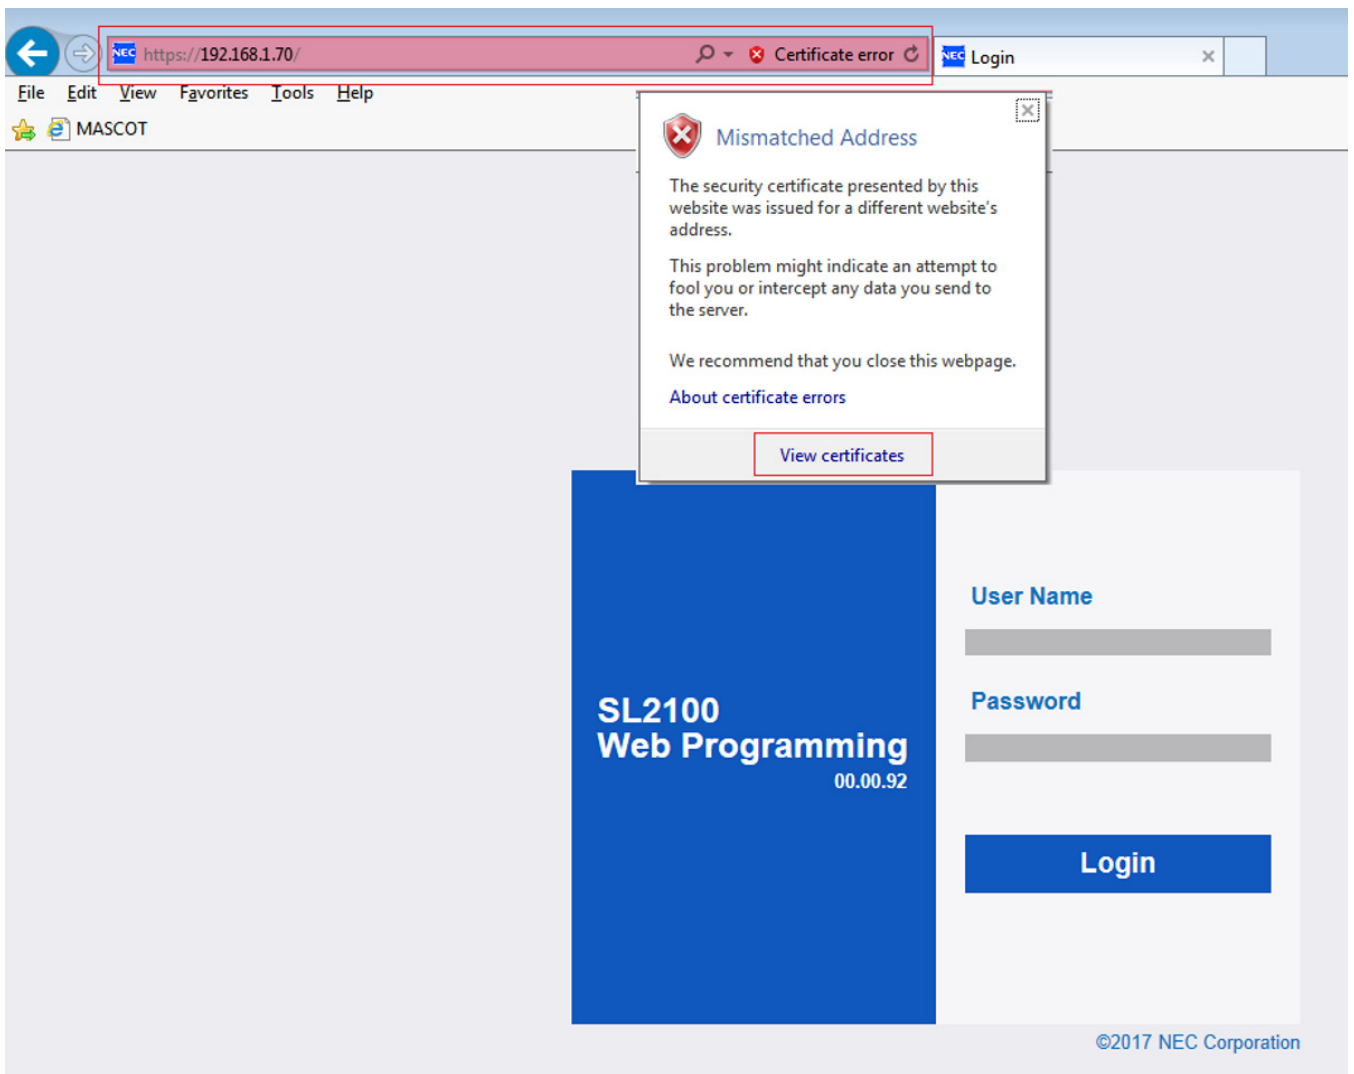 NEC https://192.168.1.70/ Certificate error NEC Login
File Edit View Favorites Tools Help
MASCOT
Mismatched Address
The security certificate presented by this
website was issued for a different website's
address.
This problem might indicate an attempt to
fool you or intercept any data you send to
the server.
We recommend that you close this webpage.
About certificate errors
View certificates
SL2100
Web Programming
00.00.92
User Name
Password
Login
©2017 NEC Corporation